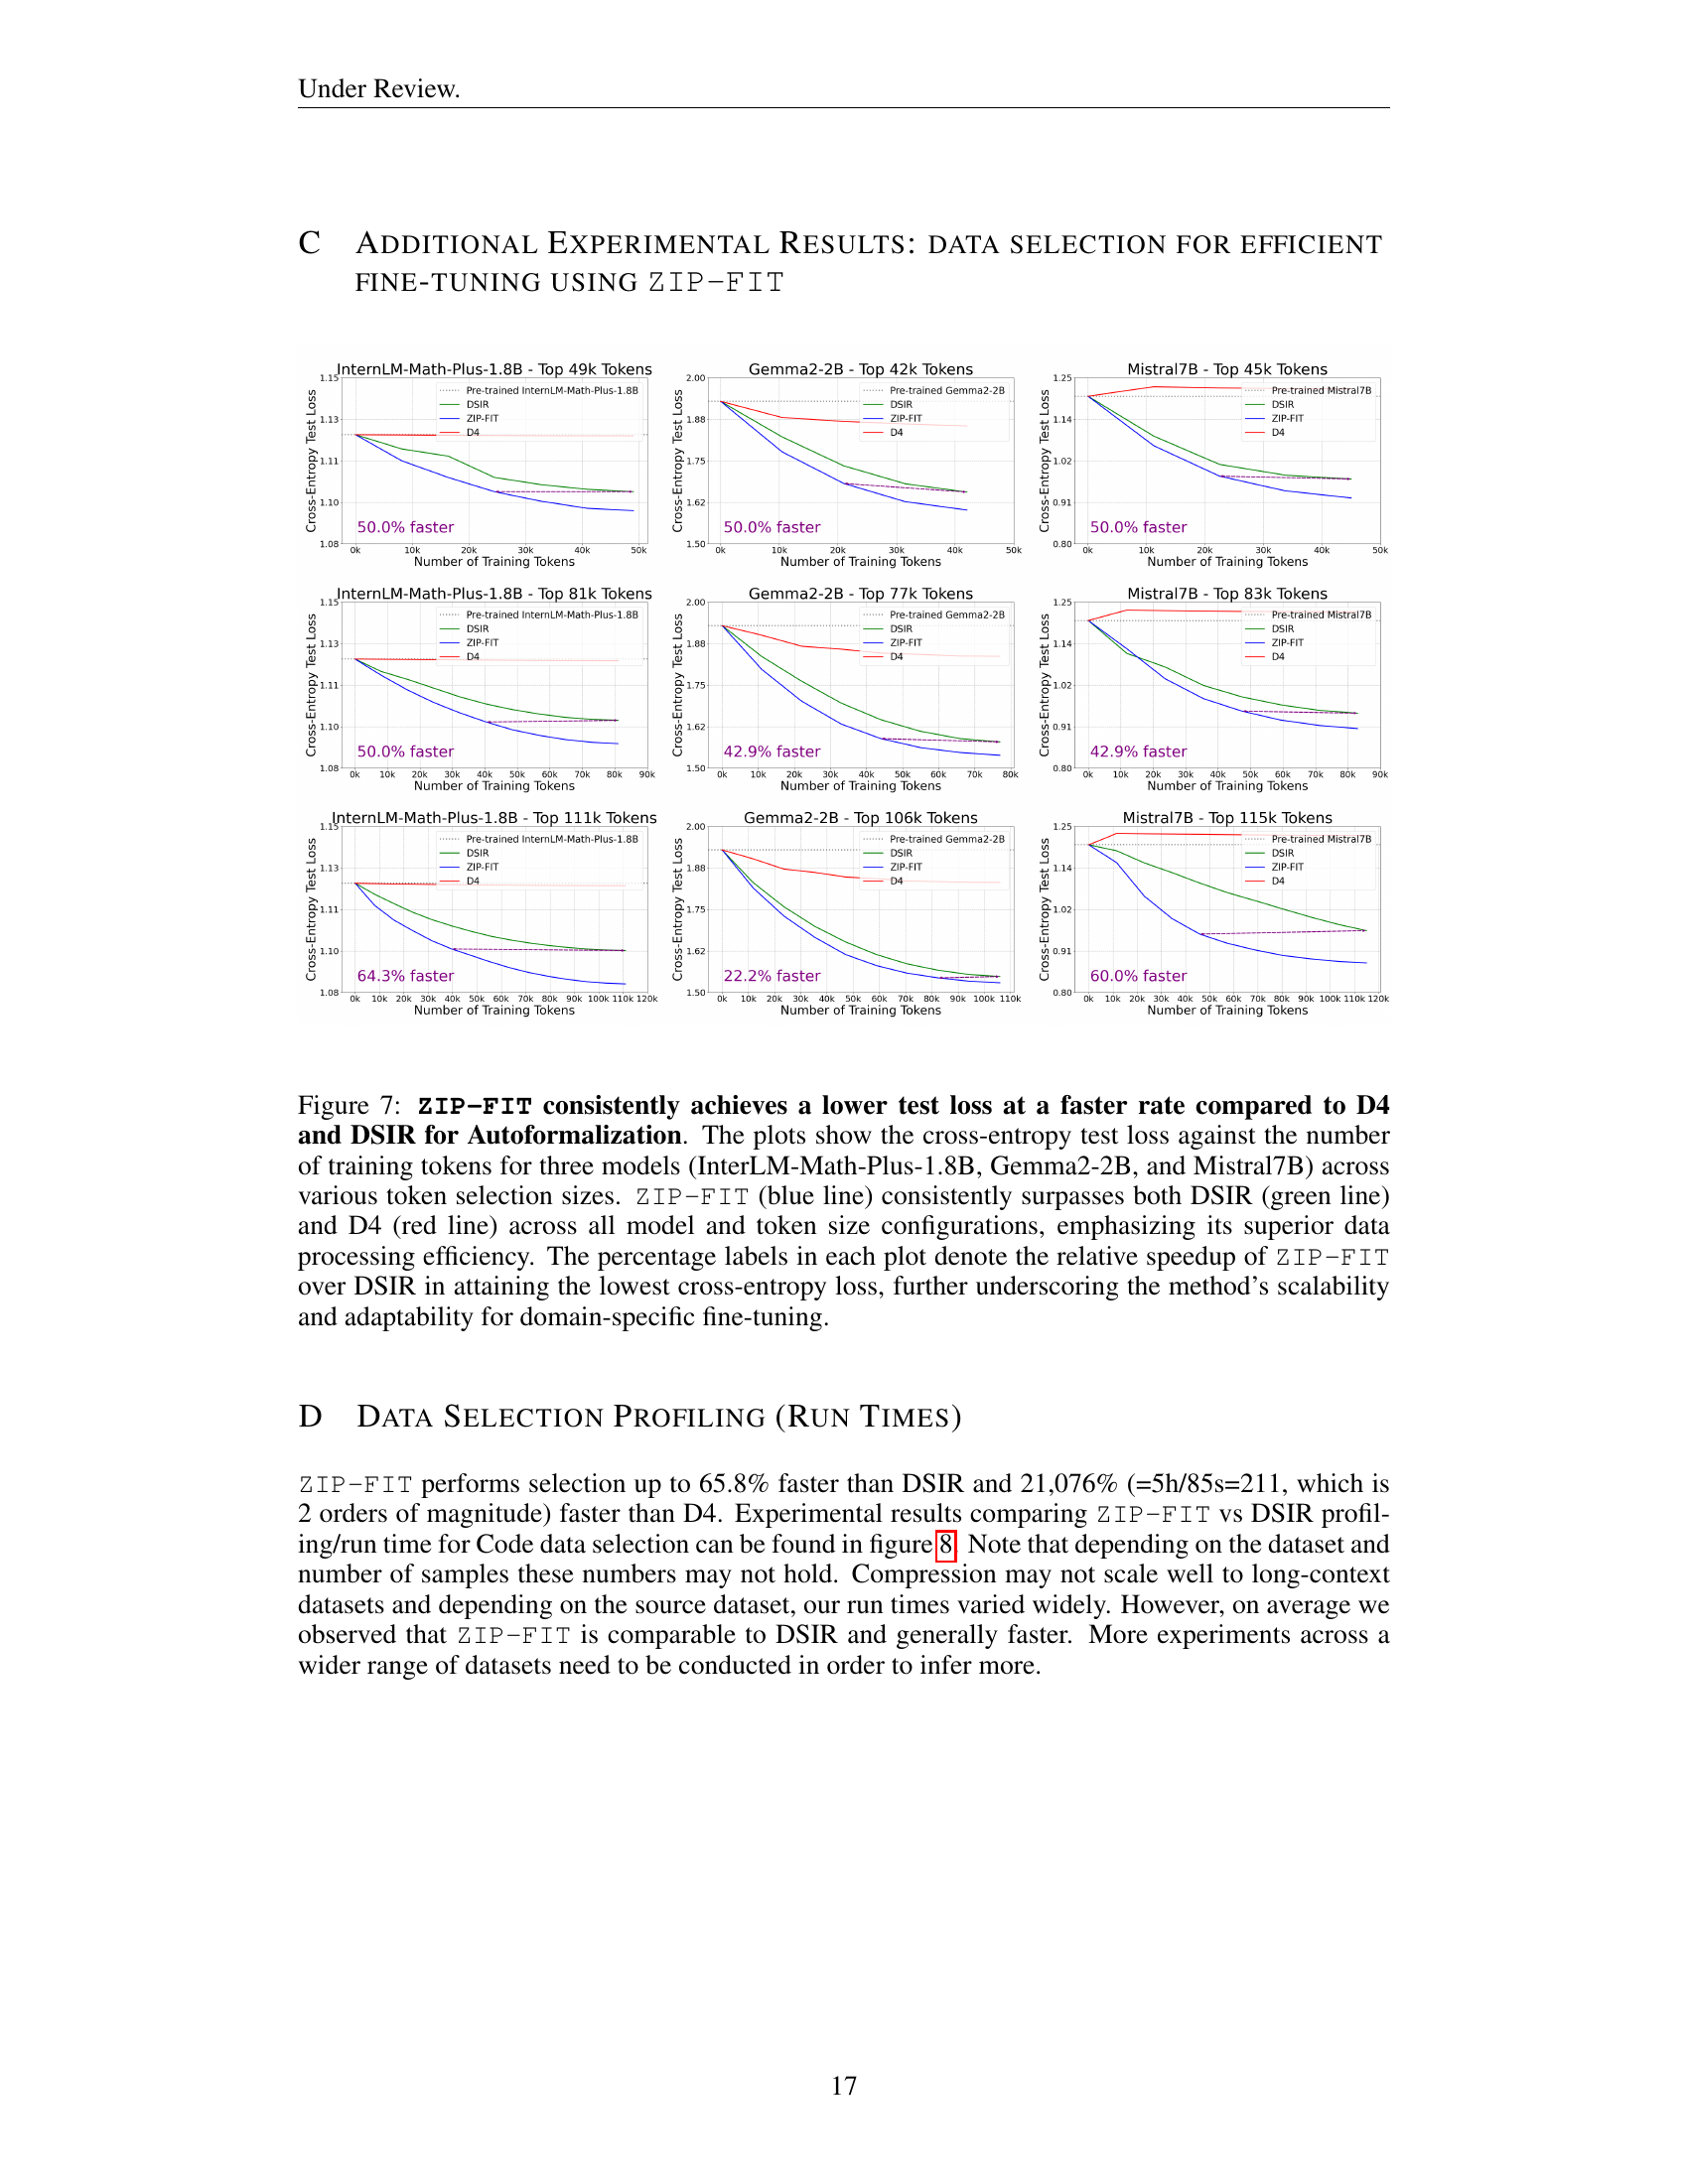 Under Review.
C ADDITIONAL EXPERIMENTAL RESULTS: DATA SELECTION FOR EFFICIENT
FINE-TUNING USING ZIP-FIT
InternLM-Math-Plus-1.8B - Top 49k Tokens
Cross-Entropy Test Loss
1.15
1.13
1.11
1.10
1.08
Pre-trained InternLM-Math-Plus-1.8B
DSIR
ZIP-FIT
D4
50.0% faster
0k 10k 20k 30k 40k 50k
Number of Training Tokens
Gemma2-2B - Top 42k Tokens
Cross-Entropy Test Loss
2.00
1.88
1.75
1.62
1.50
Pre-trained Gemma2-2B
DSIR
ZIP-FIT
D4
50.0% faster
0k 10k 20k 30k 40k 50k
Number of Training Tokens
Mistral7B - Top 45k Tokens
Cross-Entropy Test Loss
1.25
1.14
1.02
0.91
0.80
Pre-trained Mistral7B
DSIR
ZIP-FIT
D4
50.0% faster
0k 10k 20k 30k 40k 50k
Number of Training Tokens
InternLM-Math-Plus-1.8B - Top 81k Tokens
Cross-Entropy Test Loss
1.15
1.13
1.11
1.10
1.08
Pre-trained InternLM-Math-Plus-1.8B
DSIR
ZIP-FIT
D4
50.0% faster
0k 10k 20k 30k 40k 50k 60k 70k 80k 90k
Number of Training Tokens
Gemma2-2B - Top 77k Tokens
Cross-Entropy Test Loss
2.00
1.88
1.75
1.62
1.50
Pre-trained Gemma2-2B
DSIR
ZIP-FIT
D4
42.9% faster
0k 10k 20k 30k 40k 50k 60k 70k 80k
Number of Training Tokens
Mistral7B - Top 83k Tokens
Cross-Entropy Test Loss
1.25
1.14
1.02
0.91
0.80
Pre-trained Mistral7B
DSIR
ZIP-FIT
D4
42.9% faster
0k 10k 20k 30k 40k 50k 60k 70k 80k 90k
Number of Training Tokens
InternLM-Math-Plus-1.8B - Top 111k Tokens
Cross-Entropy Test Loss
1.15
1.13
1.11
1.10
1.08
Pre-trained InternLM-Math-Plus-1.8B
DSIR
ZIP-FIT
D4
64.3% faster
0k 10k 20k 30k 40k 50k 60k 70k 80k 90k 100k 110k 120k
Number of Training Tokens
Gemma2-2B - Top 106k Tokens
Cross-Entropy Test Loss
2.00
1.88
1.75
1.62
1.50
Pre-trained Gemma2-2B
DSIR
ZIP-FIT
D4
22.2% faster
0k 10k 20k 30k 40k 50k 60k 70k 80k 90k 100k 110k
Number of Training Tokens
Mistral7B - Top 115k Tokens
Cross-Entropy Test Loss
1.25
1.14
1.02
0.91
0.80
Pre-trained Mistral7B
DSIR
ZIP-FIT
D4
60.0% faster
0k 10k 20k 30k 40k 50k 60k 70k 80k 90k 100k 110k 120k
Number of Training Tokens
Figure 7: ZIP-FIT consistently achieves a lower test loss at a faster rate compared to D4
and DSIR for Autoformalization. The plots show the cross-entropy test loss against the number
of training tokens for three models (InterLM-Math-Plus-1.8B, Gemma2-2B, and Mistral7B) across
various token selection sizes. ZIP-FIT (blue line) consistently surpasses both DSIR (green line)
and D4 (red line) across all model and token size configurations, emphasizing its superior data
processing efficiency. The percentage labels in each plot denote the relative speedup of ZIP-FIT
over DSIR in attaining the lowest cross-entropy loss, further underscoring the method's scalability
and adaptability for domain-specific fine-tuning.
D DATA SELECTION PROFILING (RUN TIMES)
ZIP-FIT performs selection up to 65.8% faster than DSIR and 21,076% (=5h/85s=211, which is
2 orders of magnitude) faster than D4. Experimental results comparing ZIP-FIT vs DSIR profil-
ing/run time for Code data selection can be found in figure 8. Note that depending on the dataset and
number of samples these numbers may not hold. Compression may not scale well to long-context
datasets and depending on the source dataset, our run times varied widely. However, on average we
observed that ZIP-FIT is comparable to DSIR and generally faster. More experiments across a
wider range of datasets need to be conducted in order to infer more.
17